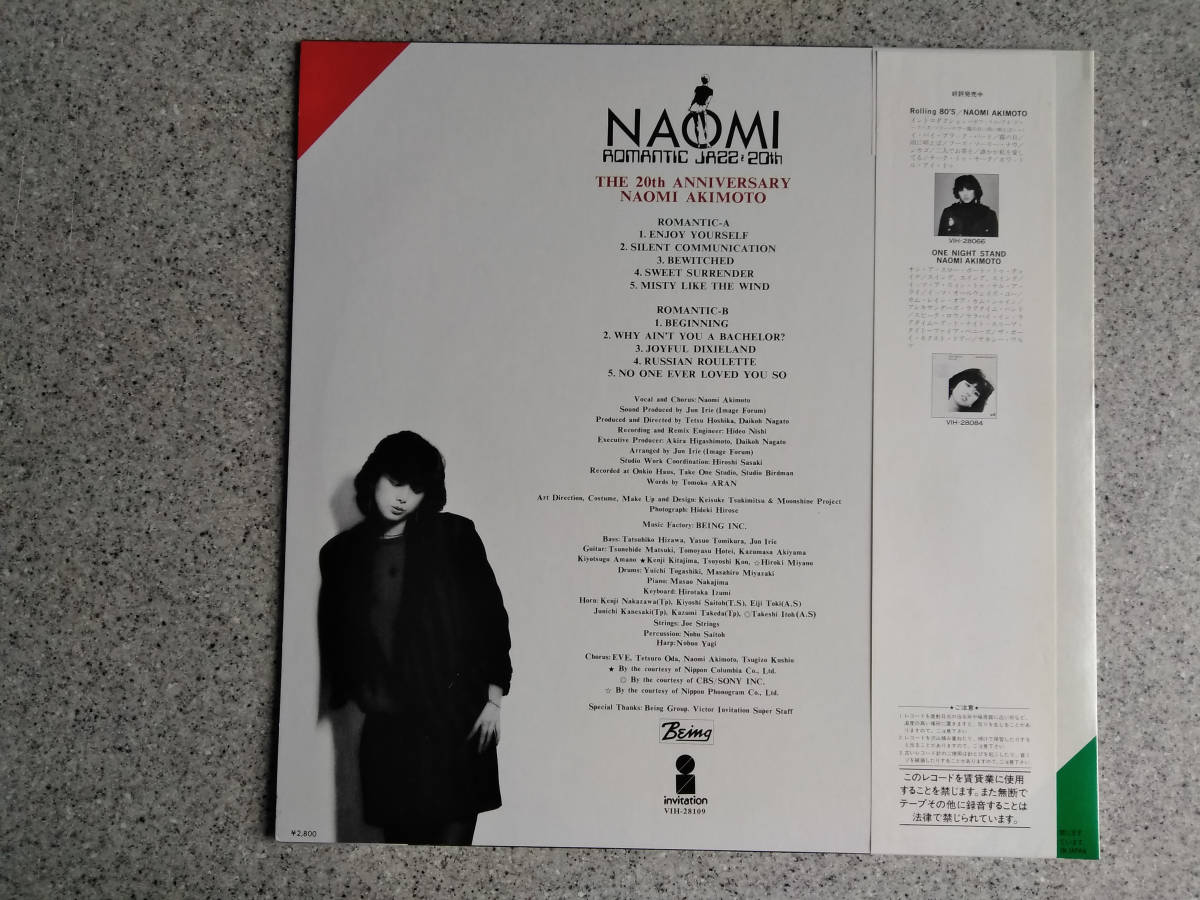 NAOMI
ROMANTIC JAZZ: 20th
THE 20th ANNIVERSARY
NAOMI AKIMOTO
ROMANTIC-A
1. ENJOY YOURSELF
2. SILENT COMMUNICATION
3. BEWITCHED
4. SWEET SURRENDER
5. MISTY LIKE THE WIND
ROMANTIC-B
1. BEGINNING
2. WHY AIN'T YOU A BACHELOR?
3. JOYFUL DIXIELAND
4. RUSSIAN ROULETTE
5. NO ONE EVER LOVED YOU SO
Vocal and Chorus: Naomi Akimoto
Sound Produced by Jun Irie (Image Forum)
Produced and Directed by Tetsu Hoshika, Daikoh Nagato
Recording and Remix Engineer: Hideo Nishi
Executive Producer: Akira Higashimoto, Daikoh Nagato
Arranged by Jun Irie (Image Forum)
Studio Work Coordination: Hiroshi Sasaki
Recorded at Onkio Haus, Take One Studio, Studio Birdman
Words by Tomoko ARAN
Art Direction, Costume, Make Up and Design: Keisuke Tsukimitsu & Moonshine Project
Photograph: Hideki Hirose
Music Factory: BEING INC.
Bass: Tatsuhiko Hizawa, Yasuo Tomikura, Jun Irie
Guitar: Tsunehide Matsuki, Tomoyasu Hotei, Kazumasa Akiyama
Kiyotsugu Amano ★Kenji Kitajima, Tsuyoshi Kon, ☆Hiroki Miyano
Drums: Yuichi Togashiki, Masahiro Miyazaki
Piano: Masao Nakajima
Keyboard: Hirotaka Izumi
Horn: Kenji Nakazawa(Tp), Kiyoshi Saitoh(T.S), Eiji Toki(A.S)
Junichi Kanesaki(Tp), Kazumi Takeda(Tp), ◎Takeshi Itoh(A.S)
Strings: Joe Strings
Percussion: Nobu Saitoh
Harp: Nobuo Yagi
Chorus: EVE, Tetsuro Oda, Naomi Akimoto, Tsugizo Kushio
★ By the courtesy of Nippon Columbia Co., Ltd.
◎ By the courtesy of CBS/SONY INC.
☆ By the courtesy of Nippon Phonogram Co., Ltd.
Special Thanks: Being Group, Victor Invitation Super Staff
Being
invitation
VIH-28109
¥2,800
好評発売中
Rolling 80'S/NAOMI AKIMOTO
VIH-28066
ONE NIGHT STAND
NAOMI AKIMOTO
VIH-28084
★ご注意★
このレコードを賃貸業に使用
することを禁じます。また無断で
テープその他に録音することは
法律で禁じられています。